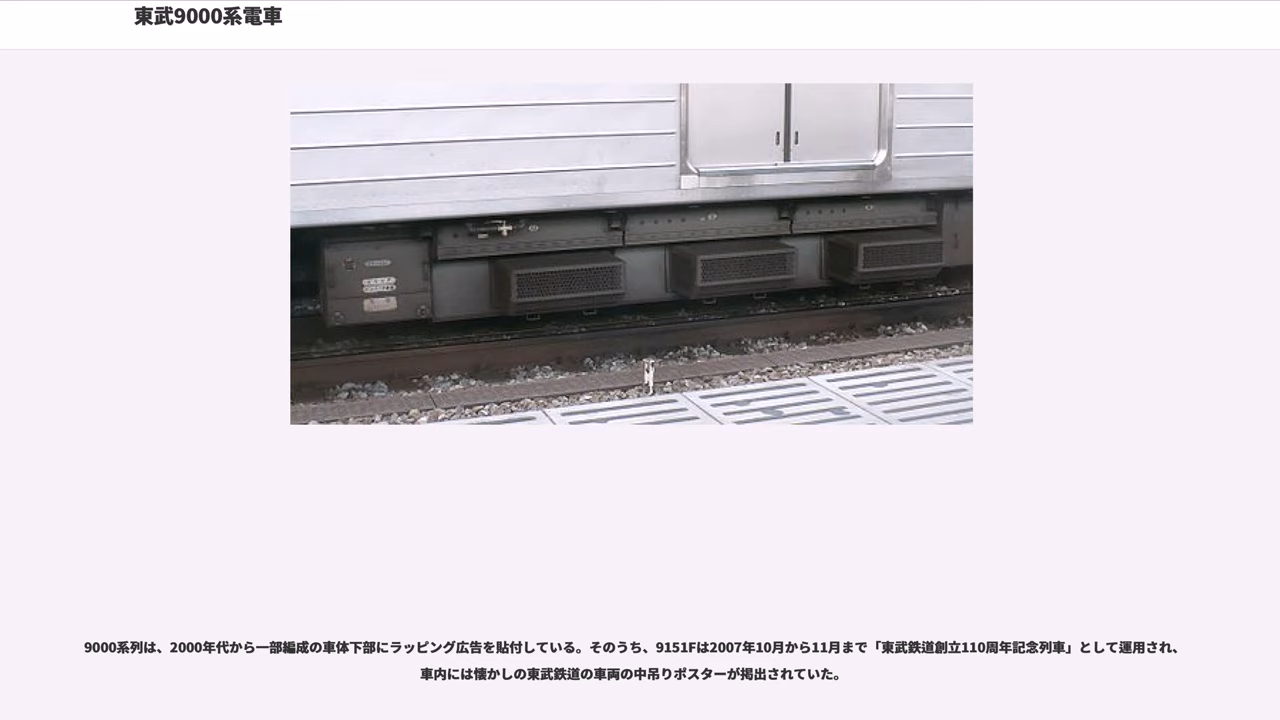 東武9000系電車
9000系列は、2000年代から一部編成の車体下部にラッピング広告を貼付している。そのうち、9151Fは2007年10月から11月まで「東武鉄道創立110周年記念列車」として運用され、
車内には懐かしの東武鉄道の車両の中吊りポスターが掲出されていた。